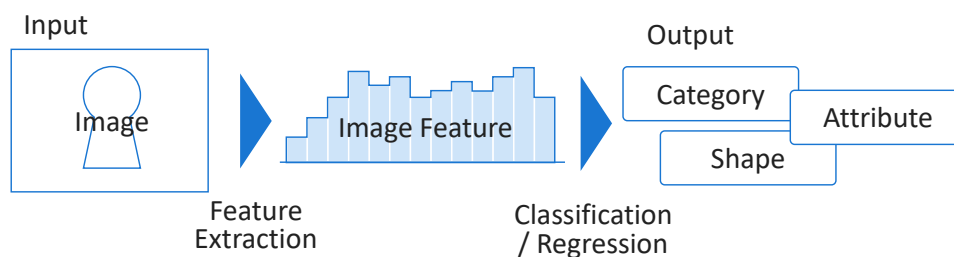 Input
Image
Feature
Extraction
Image Feature
Classification
/ Regression
Output
Category
Attribute
Shape